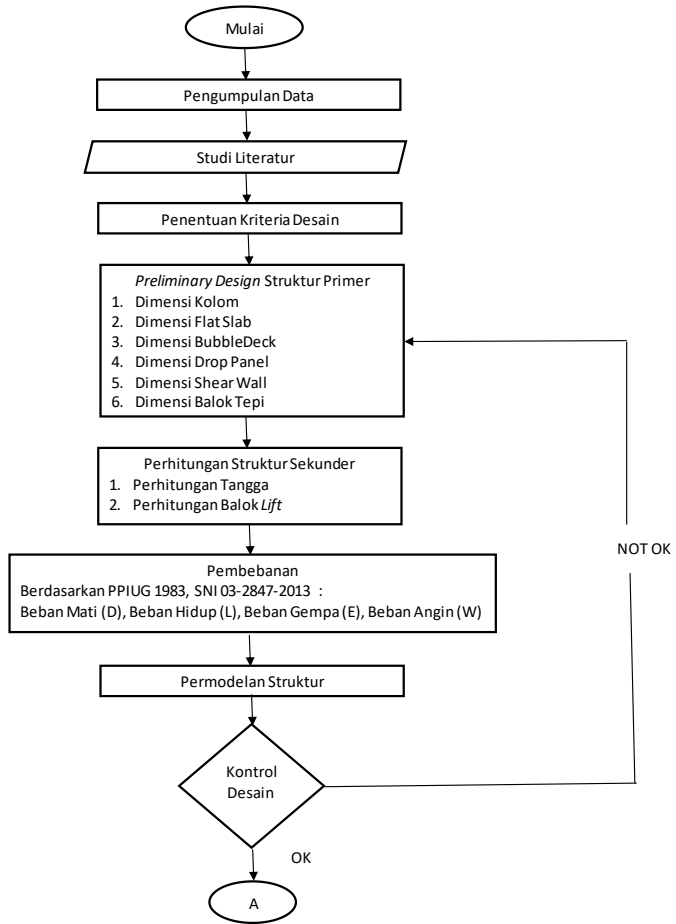 Mulai
Pengumpulan Data
Studi Literatur
Penentuan Kriteria Desain
Preliminary Design Struktur Primer
1. Dimensi Kolom
2. Dimensi Flat Slab
3. Dimensi BubbleDeck
4. Dimensi Drop Panel
5. Dimensi Shear Wall
6. Dimensi Balok Tepi
Perhitungan Struktur Sekunder
1. Perhitungan Tangga
2. Perhitungan Balok Lift
NOT OK
Pembebanan
Berdasarkan PPIUG 1983, SNI 03-2847-2013 :
Beban Mati (D), Beban Hidup (L), Beban Gempa (E), Beban Angin (W)
Permodelan Struktur
Kontrol
Desain
OK
A